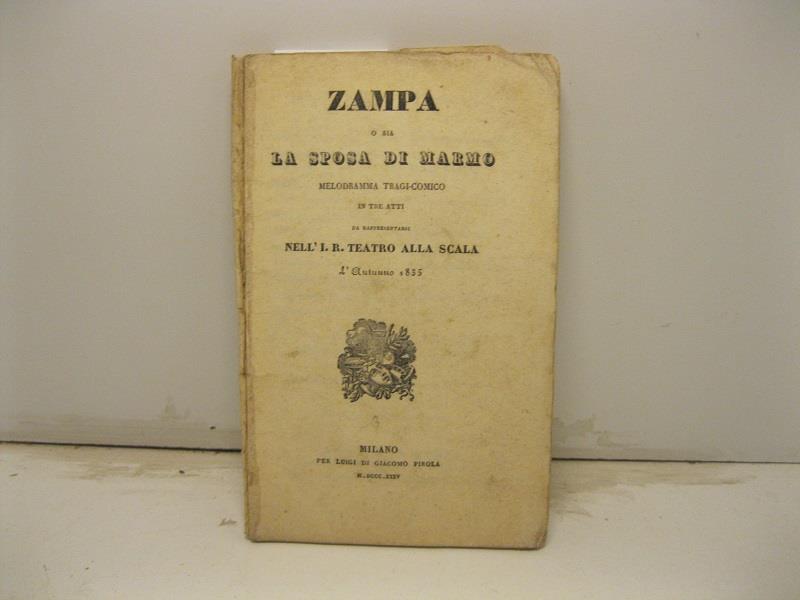 ZAMPA
O SIA
LA SPOSA DI MARMO
MELODRAMMA TRAGI-COMICO
IN TRE ATTI
DA RAPPRESENTARSI
NELL' I. R. TEATRO ALLA SCALA
L' Autunno 1835
MILANO
PER LUIGI DI GIACOMO PIROLA
M. DCCC. XXXV